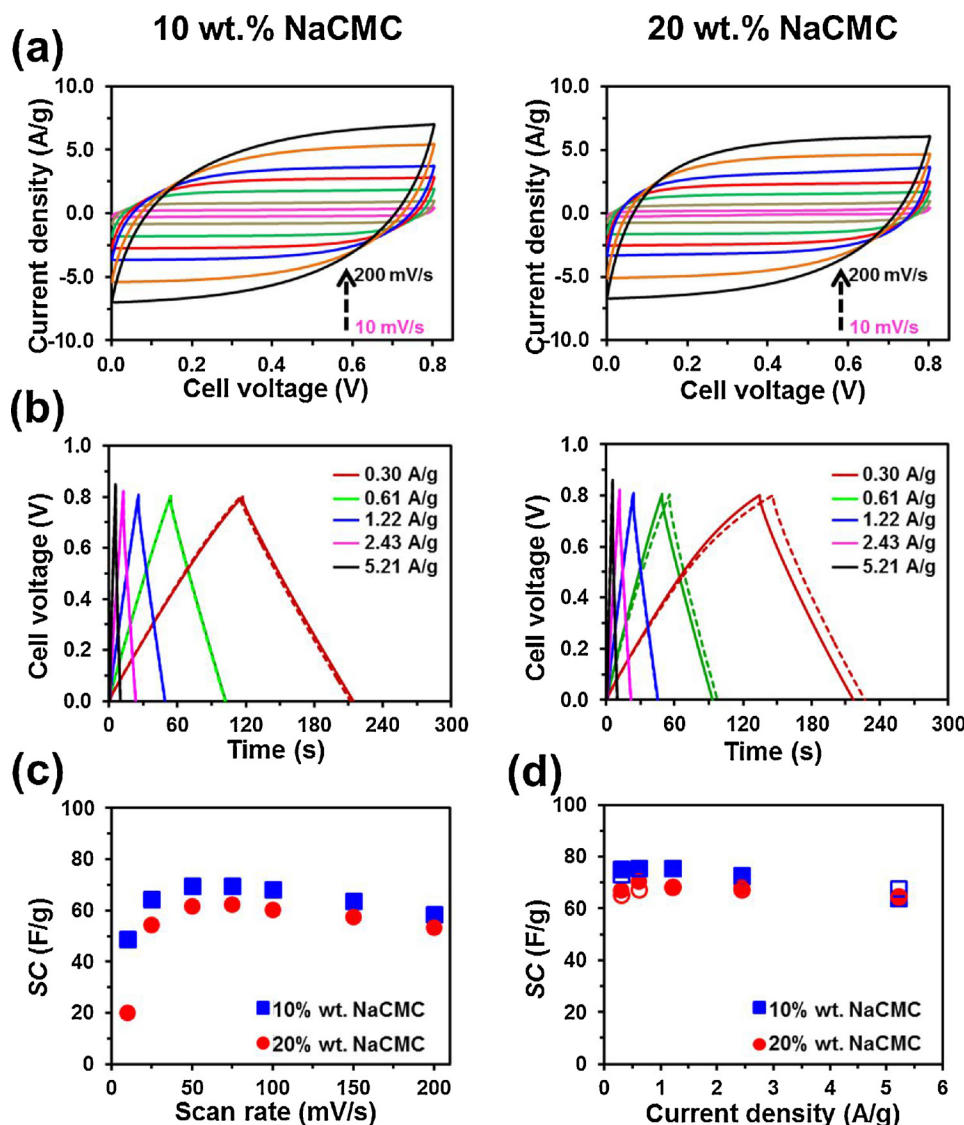 10 wt.% NaCMC
20 wt.% NaCMC
(a)
Current density (A/g)
10.0
5.0
0.0
-5.0
-10.0
200 mV/s
10 mV/s
0.0 0.2 0.4 0.6 0.8
Cell voltage (V)
Current density (A/g)
10.0
5.0
0.0
-5.0
-10.0
200 mV/s
10 mV/s
0.0 0.2 0.4 0.6 0.8
Cell voltage (V)
(b)
Cell voltage (V)
1.0
0.8
0.6
0.4
0.2
0.0
0.30 A/g
0.61 A/g
1.22 A/g
2.43 A/g
5.21 A/g
0 60 120 180 240 300
Time (s)
Cell voltage (V)
1.0
0.8
0.6
0.4
0.2
0.0
0.30 A/g
0.61 A/g
1.22 A/g
2.43 A/g
5.21 A/g
0 60 120 180 240 300
Time (s)
(c)
SC (F/g)
100
80
60
40
20
0
10% wt. NaCMC
20% wt. NaCMC
0 50 100 150 200
Scan rate (mV/s)
(d)
SC (F/g)
100
80
60
40
20
0
10% wt. NaCMC
20% wt. NaCMC
0 1 2 3 4 5 6
Current density (A/g)